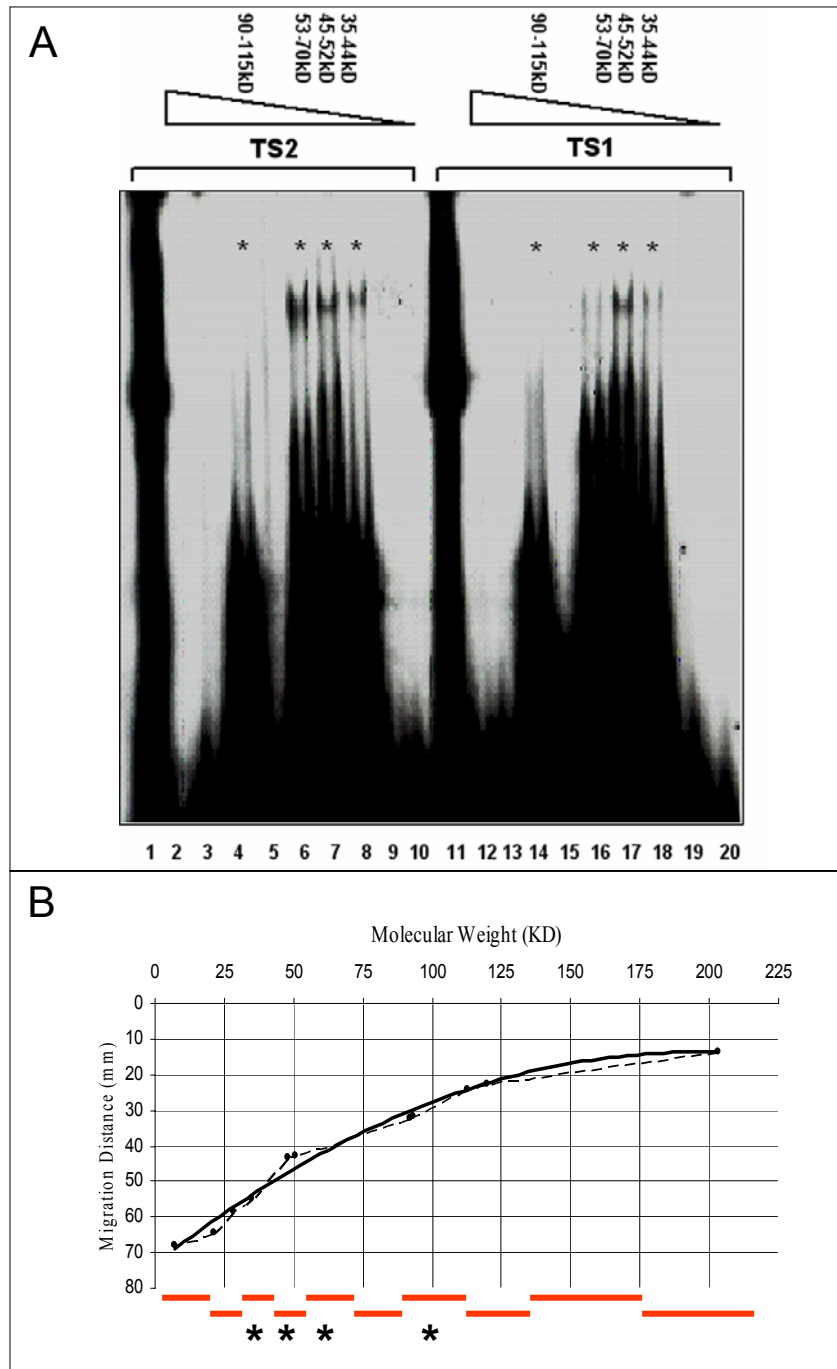 A
90-115kD 53-70kD 45-52kD 35-44kD 90-115kD 53-70kD 45-52kD 35-44kD
TS2 TS1
* * * * * * * *
1 2 3 4 5 6 7 8 9 10 11 12 13 14 15 16 17 18 19 20
B
Molecular Weight (KD)
0 25 50 75 100 125 150 175 200 225
Migration Distance (mm)
0
10
20
30
40
50
60
70
80
* * * *